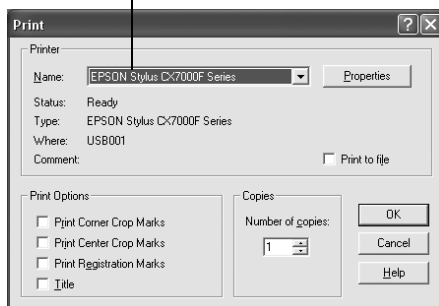 Print
Printer
Name: EPSON Stylus CX7000F Series Properties
Status: Ready
Type: EPSON Stylus CX7000F Series
Where: USB001
Comment: Print to file
Print Options
Print Corner Crop Marks
Print Center Crop Marks
Print Registration Marks
Title
Copies
Number of copies:
1
OK
Cancel
Help